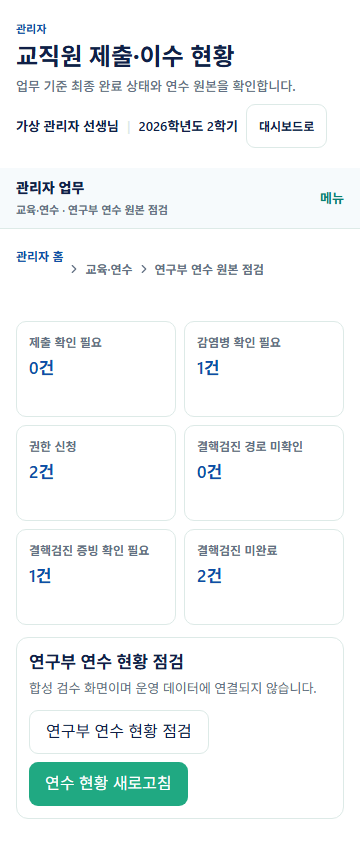 관리자
교직원 제출·이수 현황
업무 기준 최종 완료 상태와 연수 원본을 확인합니다.
가상 관리자 선생님 | 2026학년도 2학기 대시보드로
관리자 업무
교육·연수 · 연구부 연수 원본 점검
메뉴
관리자 홈 > 교육·연수 > 연구부 연수 원본 점검
제출 확인 필요
0건
감염병 확인 필요
1건
권한 신청
2건
결핵검진 경로 미확인
0건
결핵검진 증빙 확인 필요
1건
결핵검진 미완료
2건
연구부 연수 현황 점검
합성 검수 화면이며 운영 데이터에 연결되지 않습니다.
연구부 연수 현황 점검
연수 현황 새로고침